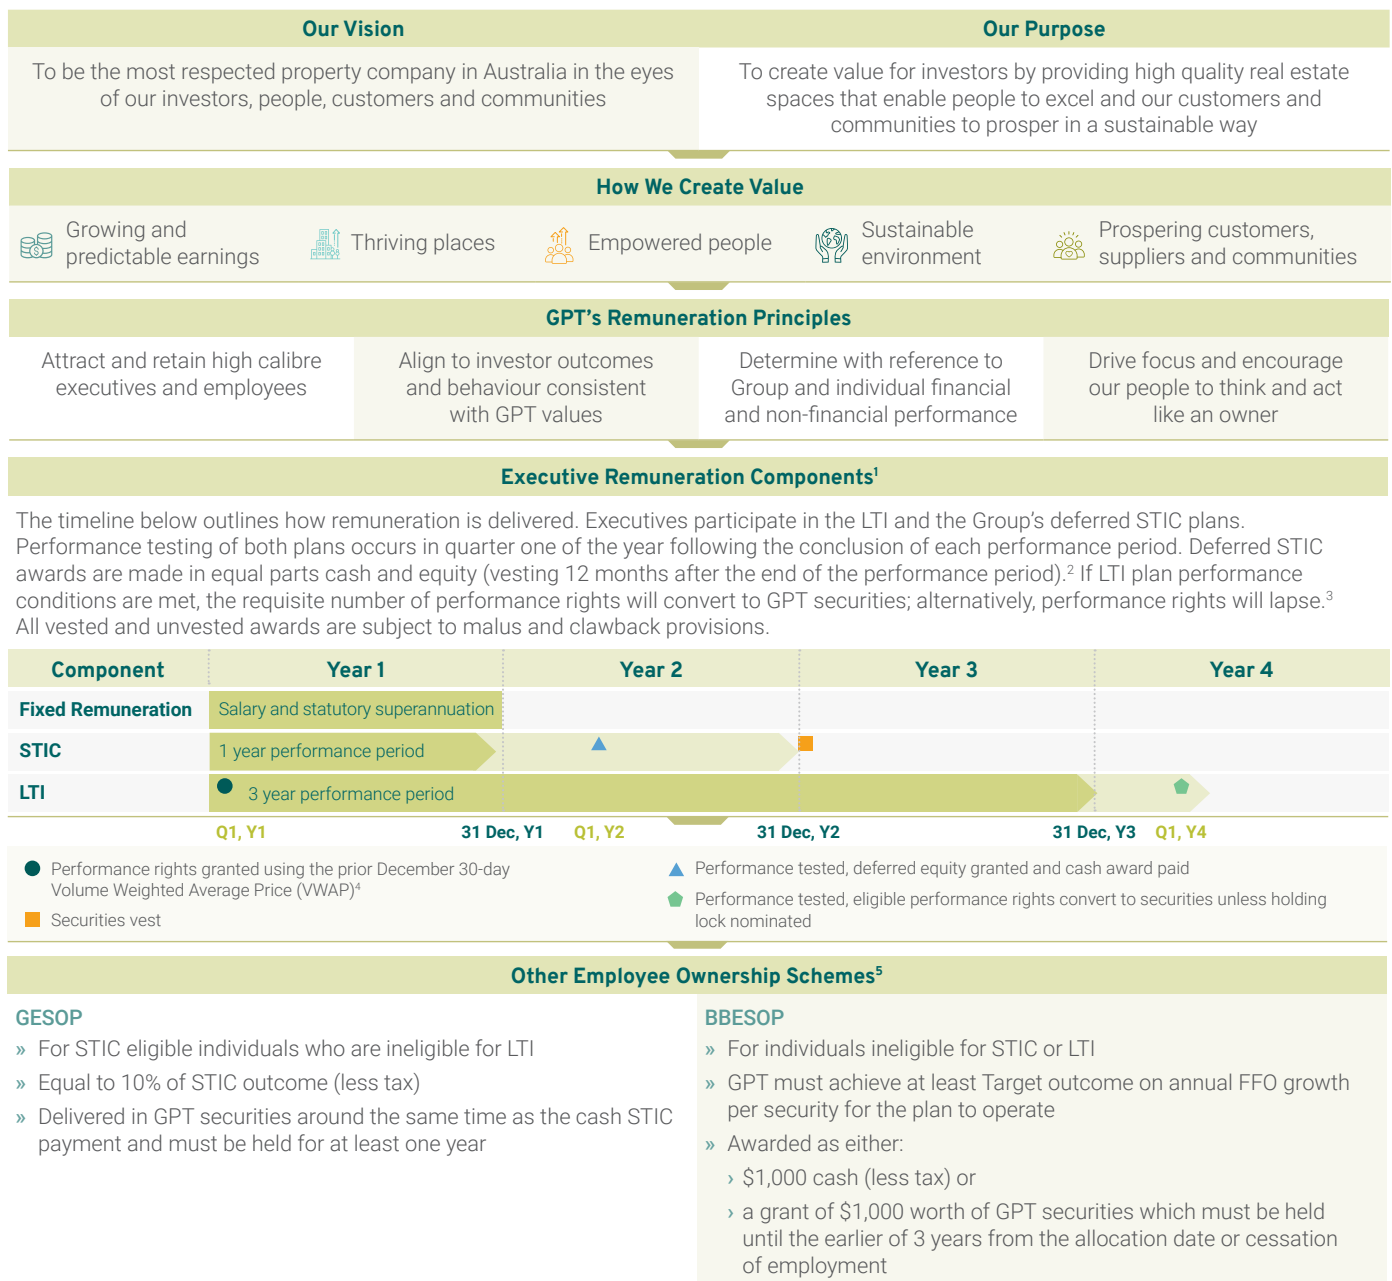 Our Vision
To be the most respected property company in Australia in the eyes
of our investors, people, customers and communities
Our Purpose
To create value for investors by providing high quality real estate
spaces that enable people to excel and our customers and
communities to prosper in a sustainable way
How We Create Value
Growing and
predictable earnings
Thriving places
Empowered people
Sustainable
environment
Prospering customers,
suppliers and communities
GPT's Remuneration Principles
Attract and retain high calibre
executives and employees
Align to investor outcomes
and behaviour consistent
with GPT values
Determine with reference to
Group and individual financial
and non-financial performance
Drive focus and encourage
our people to think and act
like an owner
Executive Remuneration Components¹
The timeline below outlines how remuneration is delivered. Executives participate in the LTI and the Group's deferred STIC plans.
Performance testing of both plans occurs in quarter one of the year following the conclusion of each performance period. Deferred STIC
awards are made in equal parts cash and equity (vesting 12 months after the end of the performance period).² If LTI plan performance
conditions are met, the requisite number of performance rights will convert to GPT securities; alternatively, performance rights will lapse.³
All vested and unvested awards are subject to malus and clawback provisions.
Component Year 1 Year 2 Year 3 Year 4
Fixed Remuneration Salary and statutory superannuation
STIC 1 year performance period
LTI 3 year performance period
Q1, Y1 31 Dec, Y1 Q1, Y2 31 Dec, Y2 31 Dec, Y3 Q1, Y4
Performance rights granted using the prior December 30-day
Volume Weighted Average Price (VWAP)⁴
Securities vest
Performance tested, deferred equity granted and cash award paid
Performance tested, eligible performance rights convert to securities unless holding
lock nominated
Other Employee Ownership Schemes⁵
GESOP
» For STIC eligible individuals who are ineligible for LTI
» Equal to 10% of STIC outcome (less tax)
» Delivered in GPT securities around the same time as the cash STIC
payment and must be held for at least one year
BBESOP
» For individuals ineligible for STIC or LTI
» GPT must achieve at least Target outcome on annual FFO growth
per security for the plan to operate
» Awarded as either:
› $1,000 cash (less tax) or
› a grant of $1,000 worth of GPT securities which must be held
until the earlier of 3 years from the allocation date or cessation
of employment